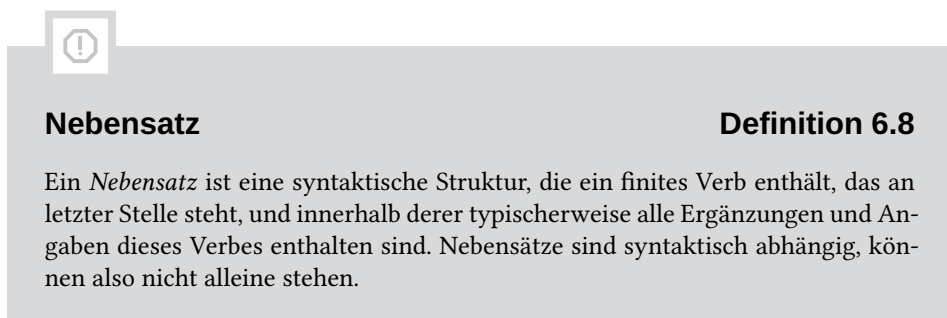 Nebensatz Definition 6.8
Ein Nebensatz ist eine syntaktische Struktur, die ein finites Verb enthält, das an
letzter Stelle steht, und innerhalb derer typischerweise alle Ergänzungen und An-
gaben dieses Verbes enthalten sind. Nebensätze sind syntaktisch abhängig, kön-
nen also nicht alleine stehen.